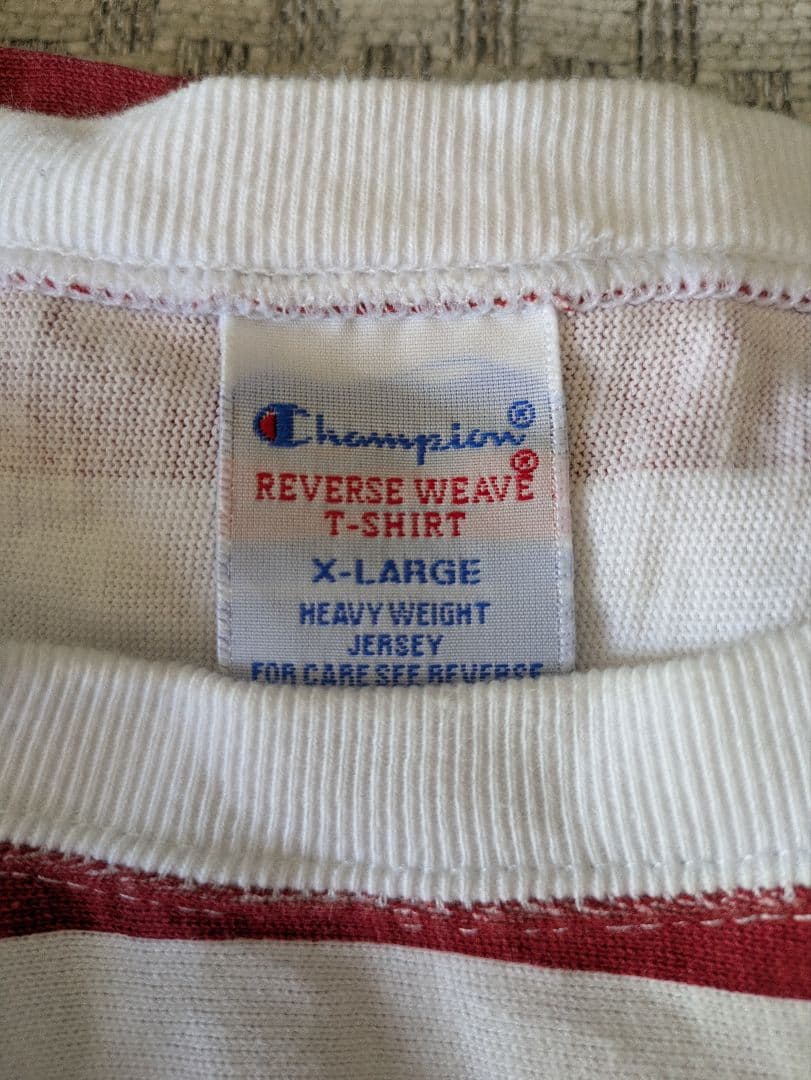 Champion®
REVERSE WEAVE®
T-SHIRT
X-LARGE
HEAVY WEIGHT
JERSEY
FOR CARE SEE REVERSE